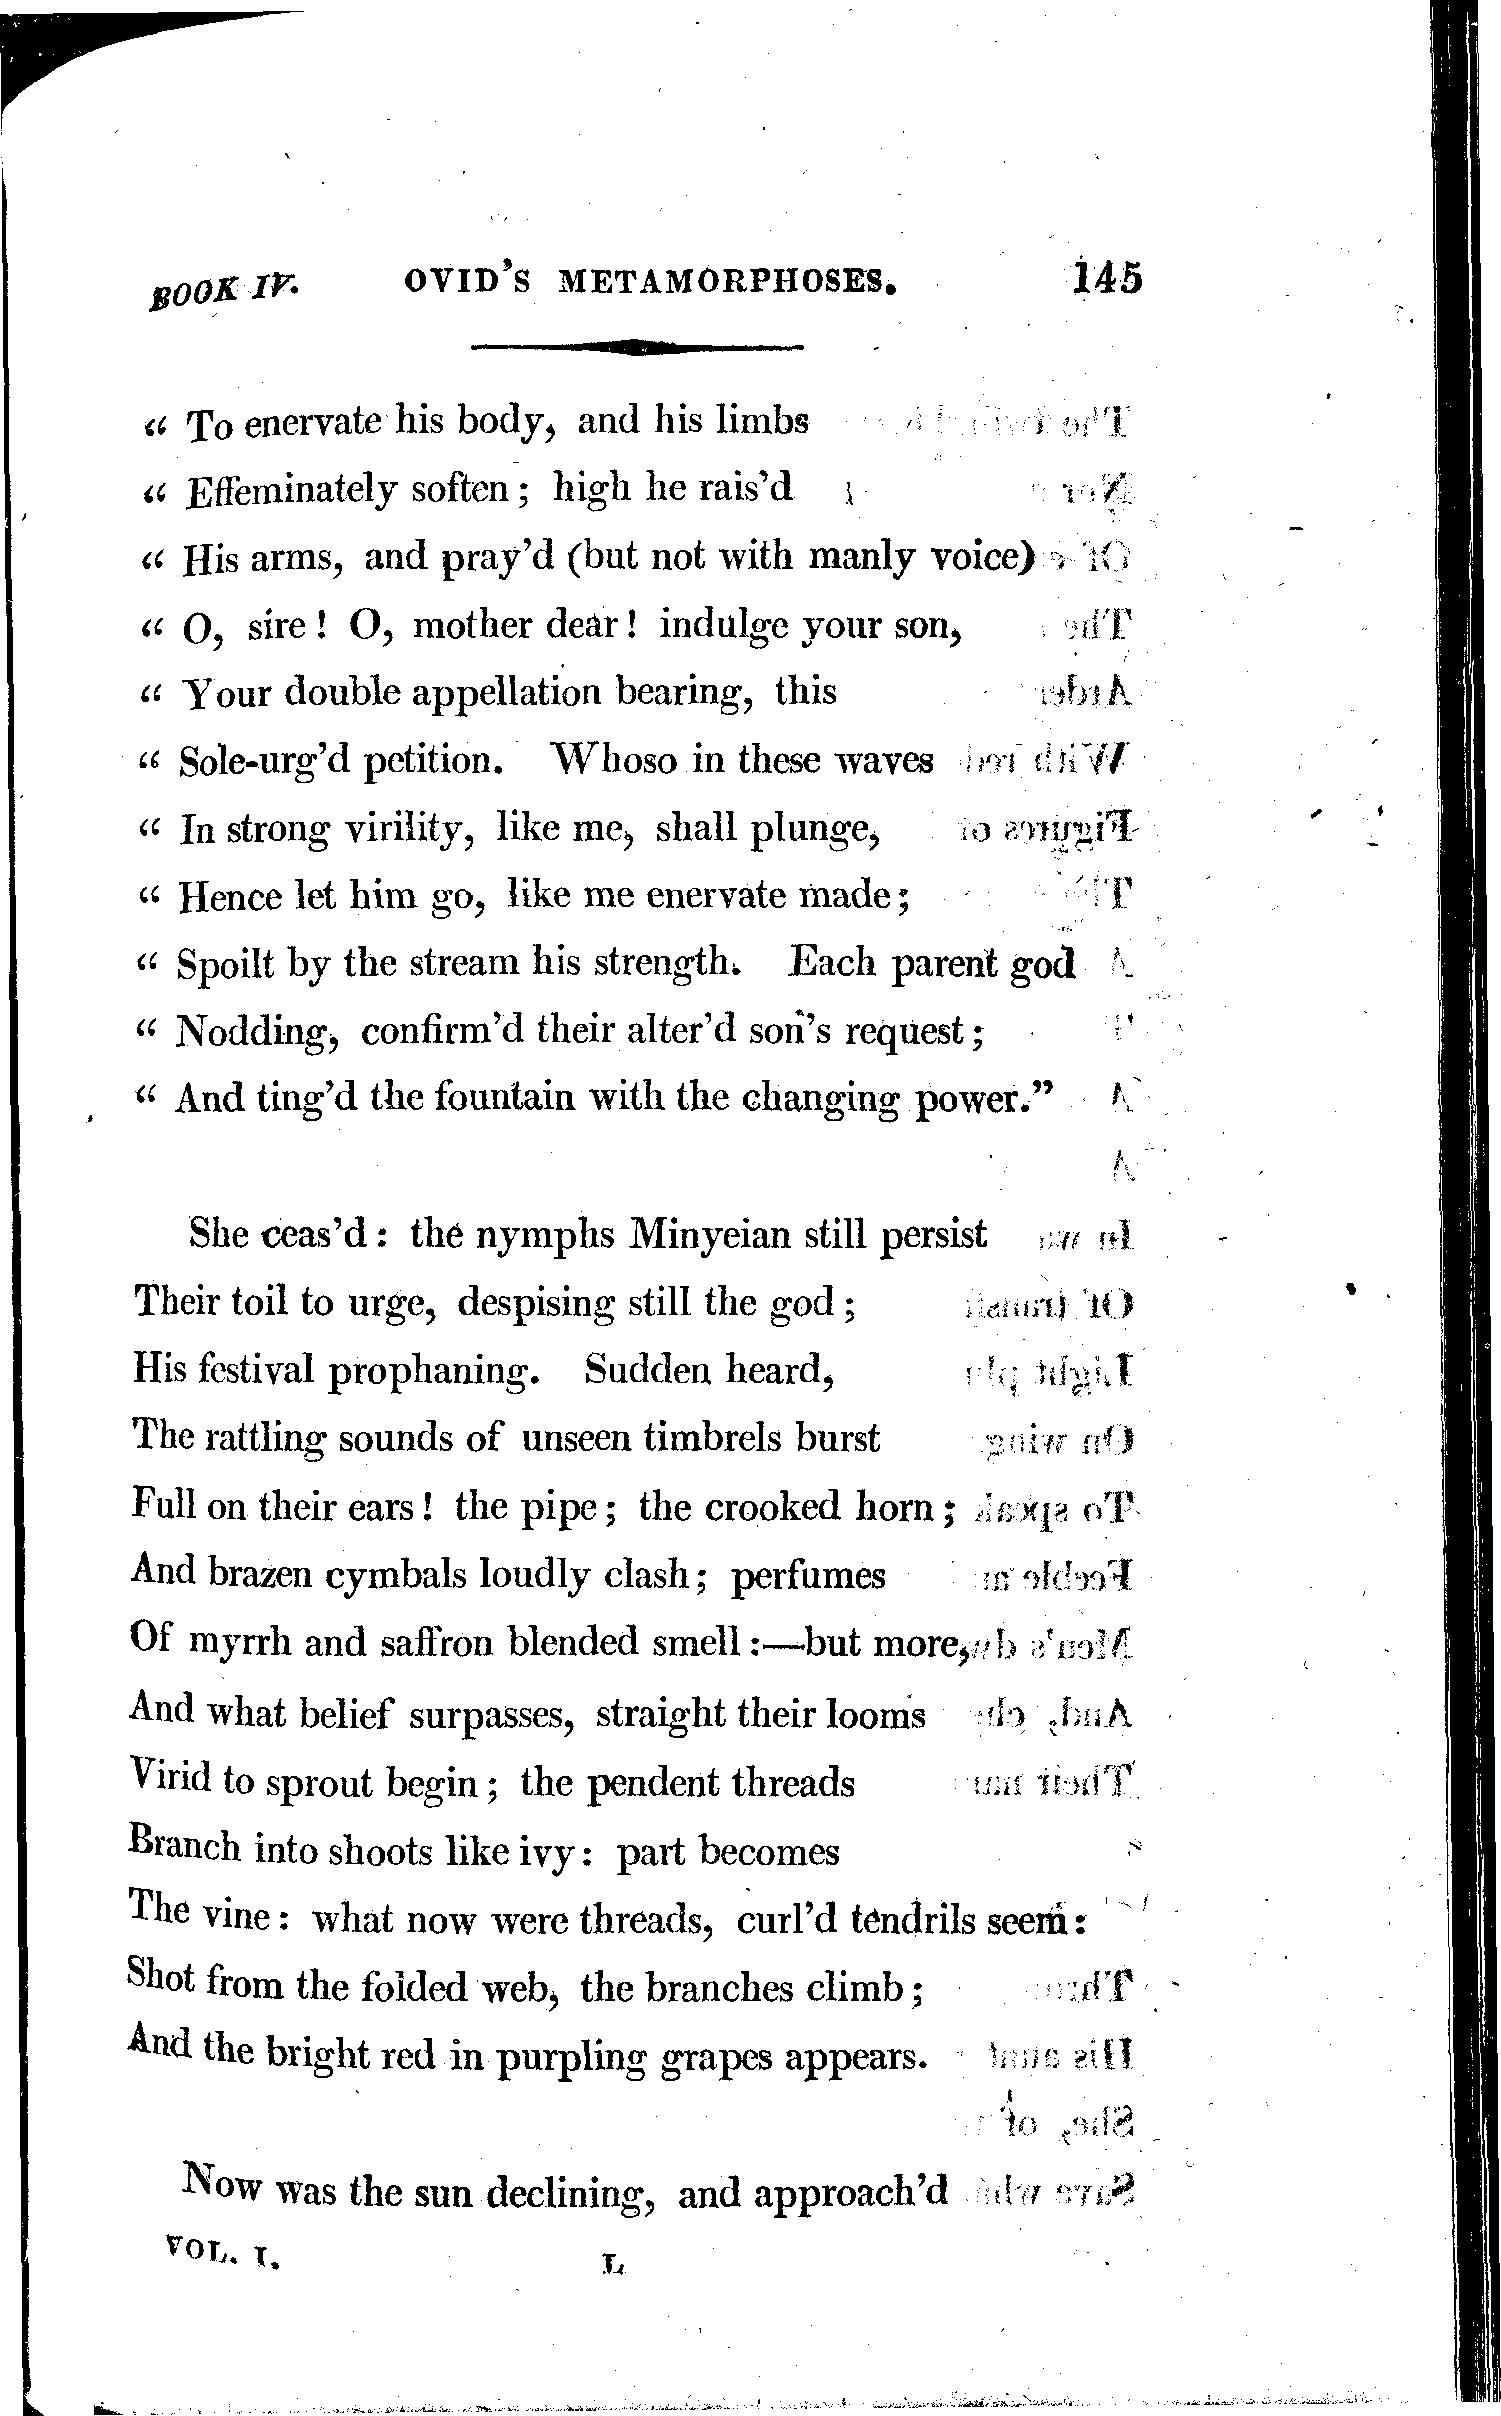 BOOK IV. OVID'S METAMORPHOSES. 145
“ To enervate his body, and his limbs
“ Effeminately soften; high he rais'd
“ His arms, and pray'd (but not with manly voice)
“ O, sire! O, mother dear! indulge your son,
“ Your double appellation bearing, this
“ Sole-urg'd petition. Whoso in these waves
“ In strong virility, like me, shall plunge,
“ Hence let him go, like me enervate made;
“ Spoilt by the stream his strength. Each parent god
“ Nodding, confirm'd their alter'd son's request;
“ And ting'd the fountain with the changing power.”
She ceas'd: the nymphs Minyeian still persist
Their toil to urge, despising still the god;
His festival prophaning. Sudden heard,
The rattling sounds of unseen timbrels burst
Full on their ears! the pipe; the crooked horn;
And brazen cymbals loudly clash; perfumes
Of myrrh and saffron blended smell:—but more,
And what belief surpasses, straight their looms
Virid to sprout begin; the pendent threads
Branch into shoots like ivy: part becomes
The vine: what now were threads, curl'd tendrils seem:
Shot from the folded web, the branches climb;
And the bright red in purpling grapes appears.
Now was the sun declining, and approach'd
VOL. I. L